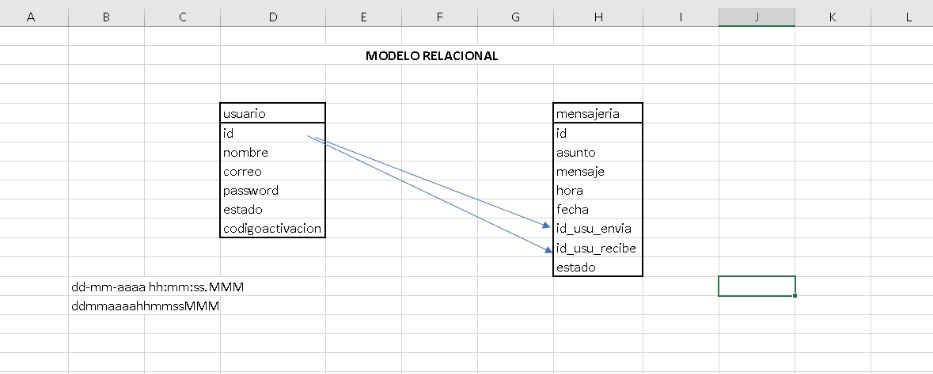 A B C D E F G H I J K L
MODELO RELACIONAL
usuario
id
nombre
correo
password
estado
codigoactivacion
mensajeria
id
asunto
mensaje
hora
fecha
id_usu_envia
id_usu_recibe
estado
dd-mm-aaaa hh:mm:ss.MMM
ddmmaaaahhmmssMMM